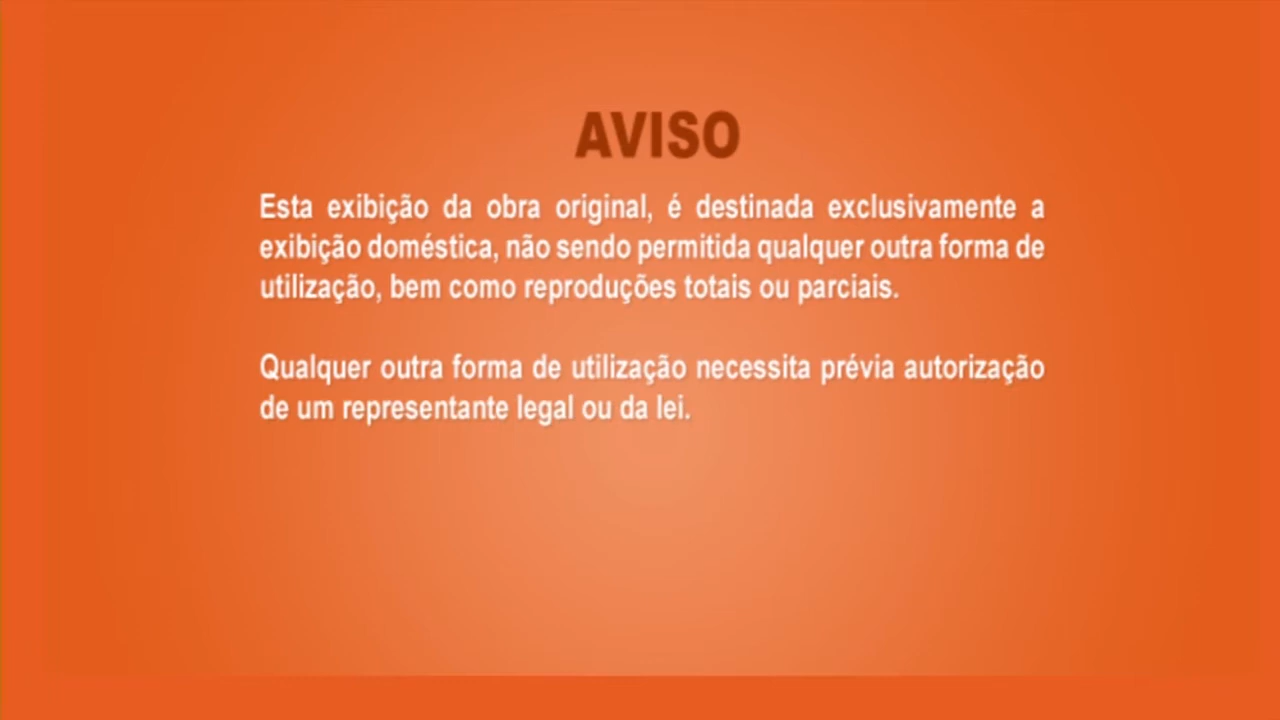 AVISO
Esta exibição da obra original, é destinada exclusivamente a
exibição doméstica, não sendo permitida qualquer outra forma de
utilização, bem como reproduções totais ou parciais.
Qualquer outra forma de utilização necessita prévia autorização
de um representante legal ou da lei.